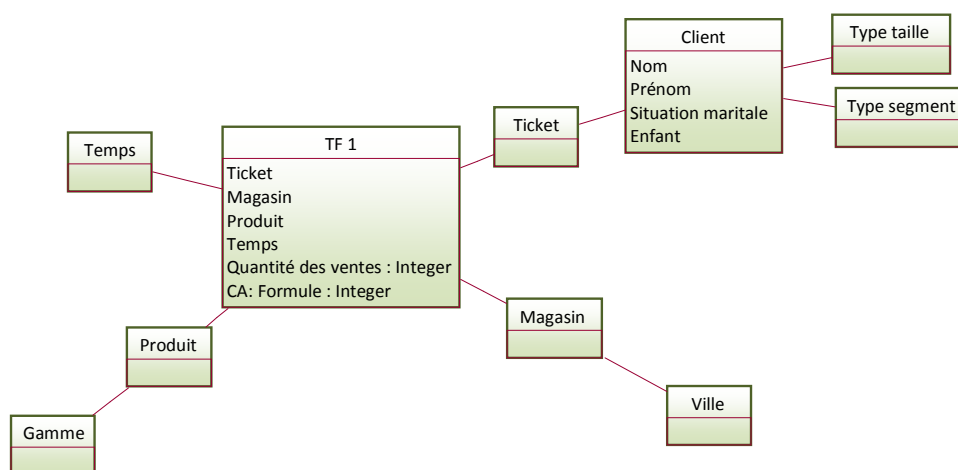 Type taille
Client
Nom
Prénom
Situation maritale
Enfant
Type segment
Ticket
Temps
TF 1
Ticket
Magasin
Produit
Temps
Quantité des ventes : Integer
CA: Formule : Integer
Magasin
Produit
Ville
Gamme